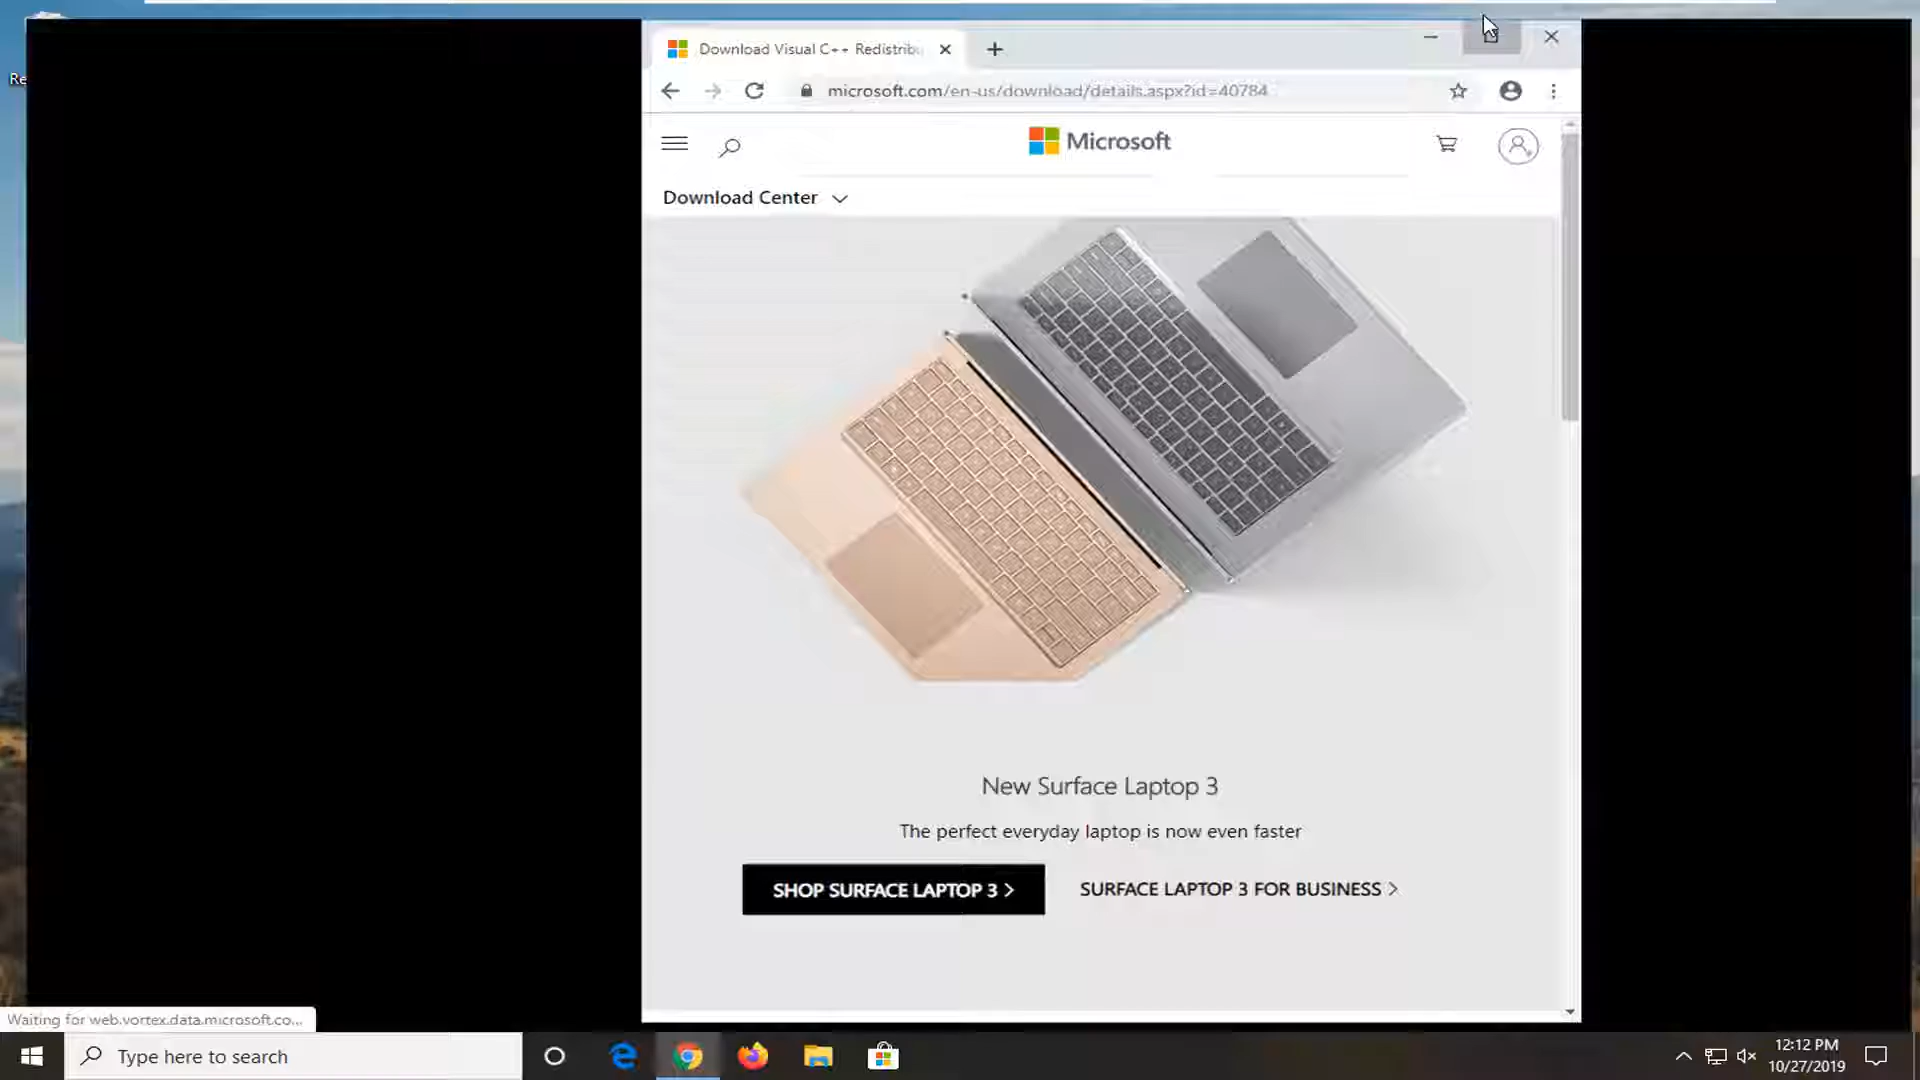 Re
Download Visual C++ Redistribu
microsoft.com/en-us/download/details.aspx?id=40784
Microsoft
Download Center
New Surface Laptop 3
The perfect everyday laptop is now even faster
SHOP SURFACE LAPTOP 3 >
SURFACE LAPTOP 3 FOR BUSINESS >
Waiting for web.vortex.data.microsoft.co...
Type here to search
12:12 PM
10/27/2019